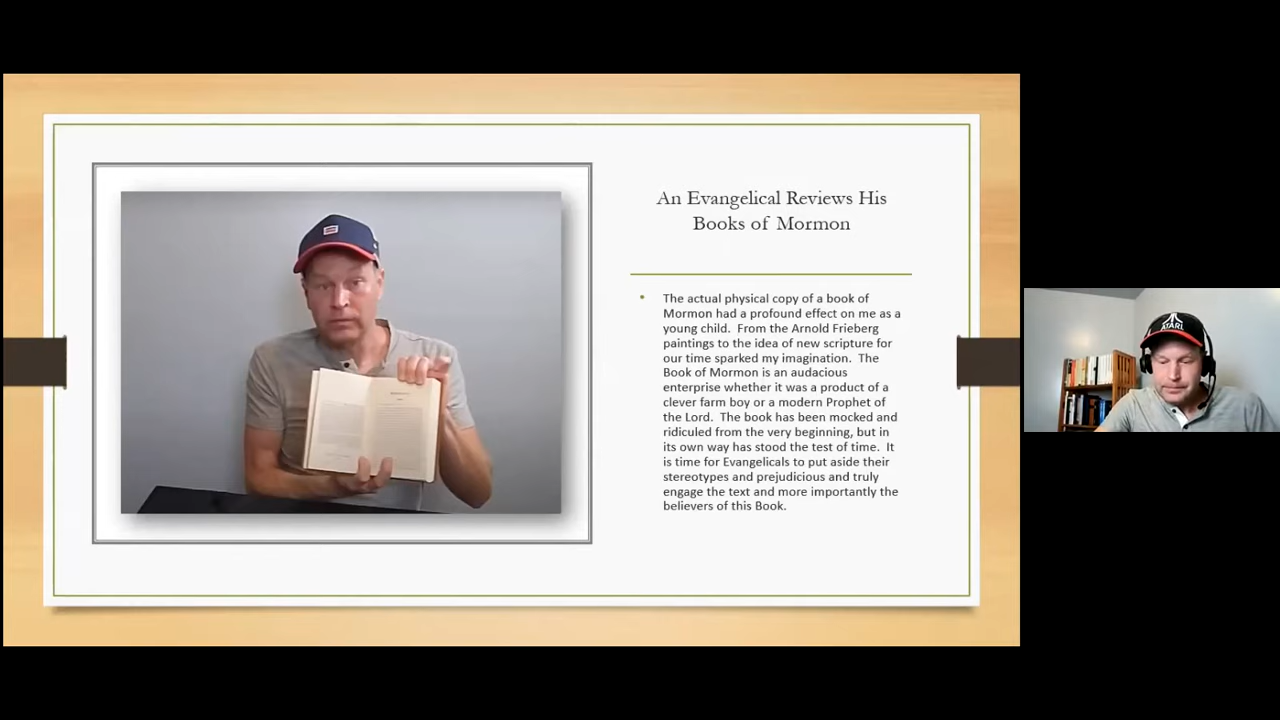 An Evangelical Reviews His
Books of Mormon
• The actual physical copy of a book of
Mormon had a profound effect on me as a
young child. From the Arnold Frieberg
paintings to the idea of new scripture for
our time sparked my imagination. The
Book of Mormon is an audacious
enterprise whether it was a product of a
clever farm boy or a modern Prophet of
the Lord. The book has been mocked and
ridiculed from the very beginning, but in
its own way has stood the test of time. It
is time for Evangelicals to put aside their
stereotypes and prejudicious and truly
engage the text and more importantly the
believers of this Book.
ATARI